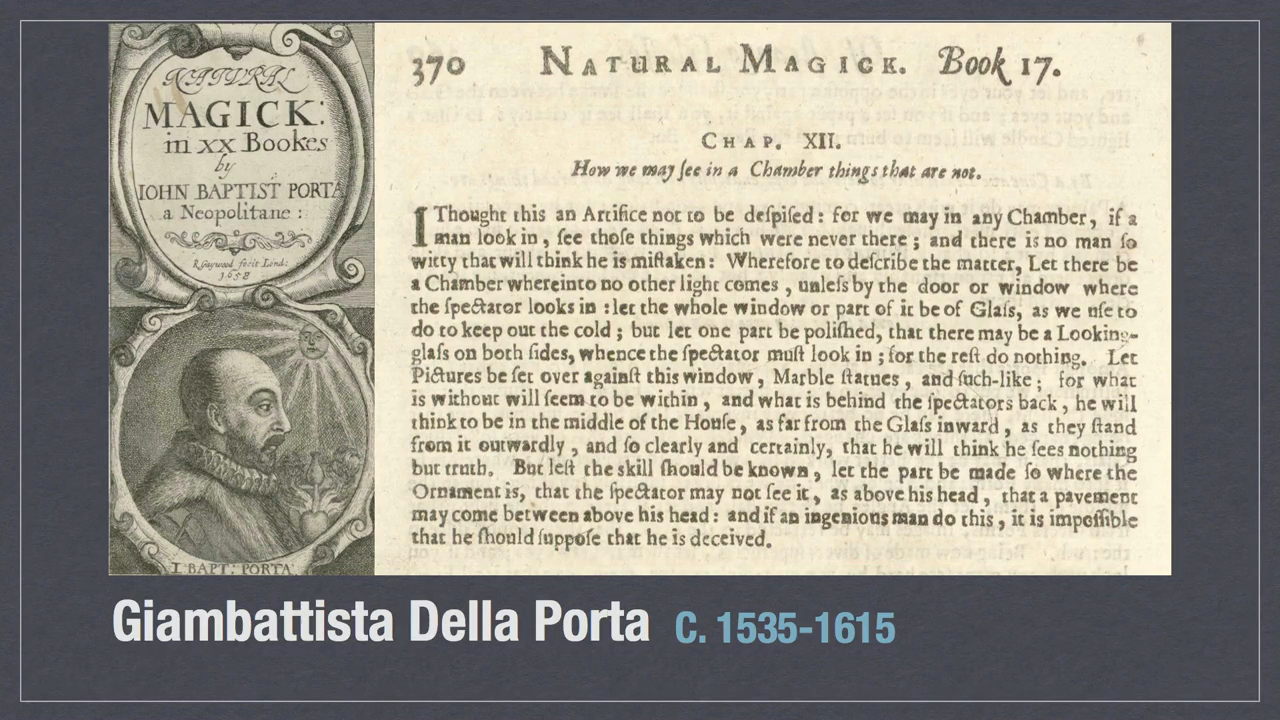 NATURAL
MAGICK:
in xx Bookes
by
IOHN BAPTIST PORTA
a Neopolitane:
R Gaywood fecit Lond:
1658
I: BAPT: PORTA
370 NATURAL MAGICK. Book 17.
CHAP. XII.
How we may ſee in a Chamber things that are not.
I Thought this an Artifice not to be deſpiſed: for we may in any Chamber, if a
man look in, ſee thoſe things which were never there; and there is no man ſo
witty that will think he is miſtaken: Wherefore to deſcribe the matter, Let there be
a Chamber whereinto no other light comes, unleſs by the door or window where
the ſpectator looks in: let the whole window or part of it be of Glaſs, as we uſe to
do to keep out the cold; but let one part be poliſhed, that there may be a Looking-
glaſs on both ſides, whence the ſpectator muſt look in; for the reſt do nothing. Let
Pictures be ſet over againſt this window, Marble ſtatues, and ſuch-like; for what
is without will ſeem to be within, and what is behind the ſpectators back, he will
think to be in the middle of the Houſe, as far from the Glaſs inward, as they ſtand
from it outwardly, and ſo clearly and certainly, that he will think he ſees nothing
but truth. But leſt the skill ſhould be known, let the part be made ſo where the
Ornament is, that the ſpectator may not ſee it, as above his head, that a pavement
may come between above his head: and if an ingenious man do this, it is impoſſible
that he ſhould ſuppoſe that he is deceived.
Giambattista Della Porta C. 1535-1615